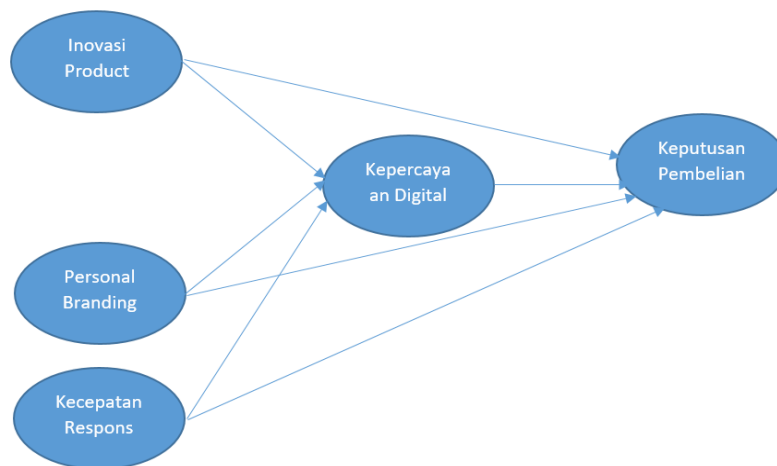 Inovasi
Product
Kepercaya
an Digital
Keputusan
Pembelian
Personal
Branding
Kecepatan
Respons